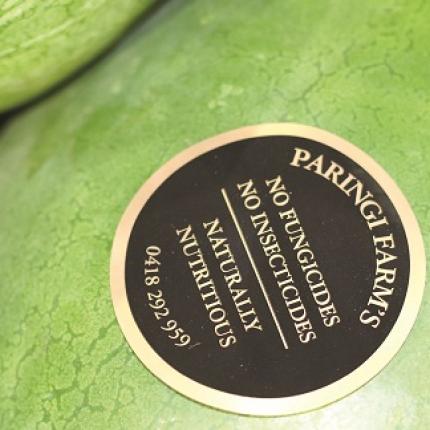 PARINGI FARM'S
NO FUNGICIDES
NO INSECTICIDES
NATURALLY
NUTRITIOUS
0418 292 959